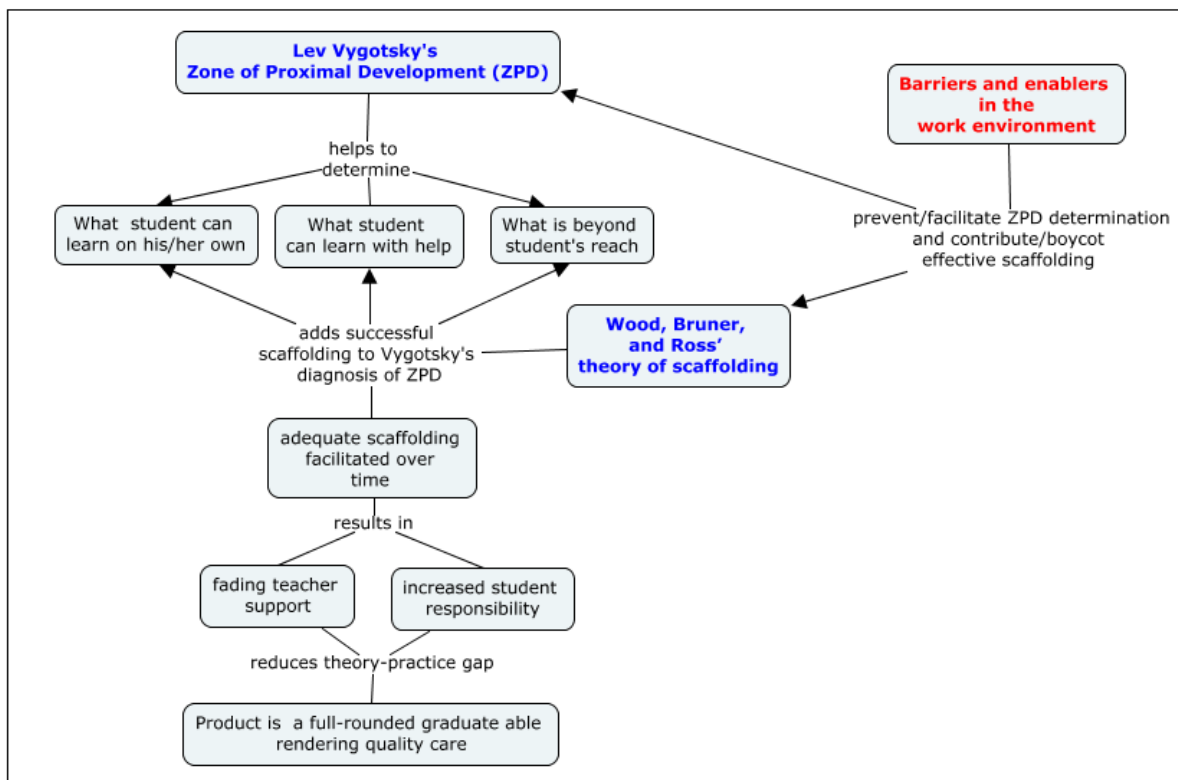 Lev Vygotsky's
Zone of Proximal Development (ZPD)
Barriers and enablers
in the
work environment
helps to
determine
What student can
learn on his/her own
What student
can learn with help
What is beyond
student's reach
prevent/facilitate ZPD determination
and contribute/boycot
effective scaffolding
adds successful
scaffolding to Vygotsky's
diagnosis of ZPD
Wood, Bruner,
and Ross’
theory of scaffolding
adequate scaffolding
facilitated over
time
results in
fading teacher
support
increased student
responsibility
reduces theory-practice gap
Product is a full-rounded graduate able
rendering quality care